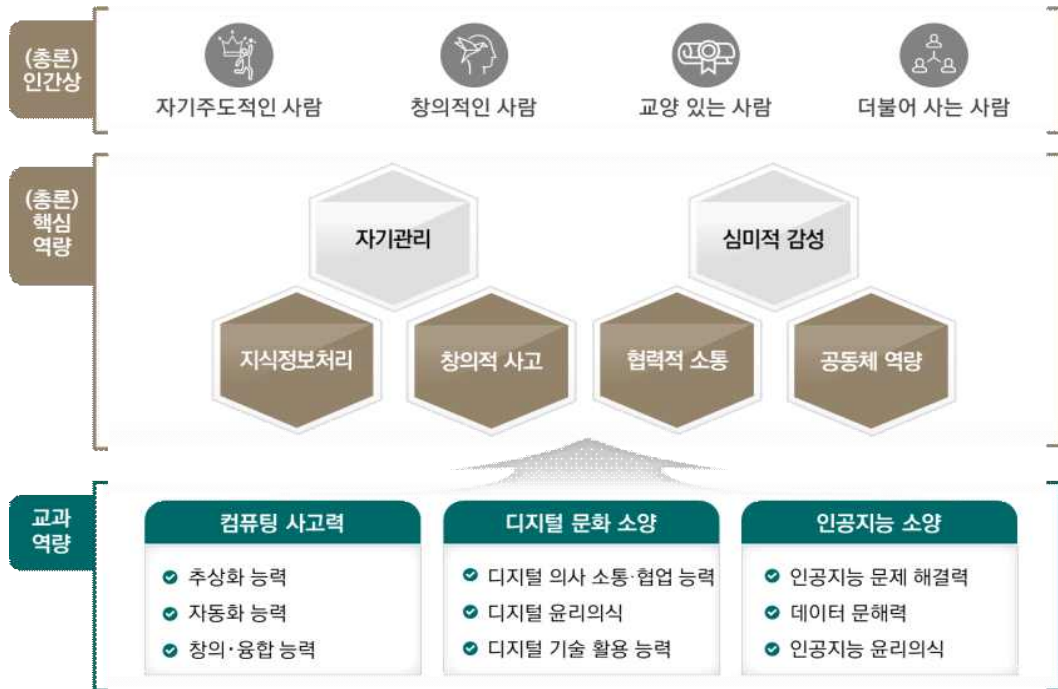 (총론)
인간상
자기주도적인 사람
창의적인 사람
교양 있는 사람
더불어 사는 사람
(총론)
핵심
역량
자기관리
심미적 감성
지식정보처리
창의적 사고
협력적 소통
공동체 역량
교과
역량
컴퓨팅 사고력
추상화 능력
자동화 능력
창의·융합 능력
디지털 문화 소양
디지털 의사 소통·협업 능력
디지털 윤리의식
디지털 기술 활용 능력
인공지능 소양
인공지능 문제 해결력
데이터 문해력
인공지능 윤리의식